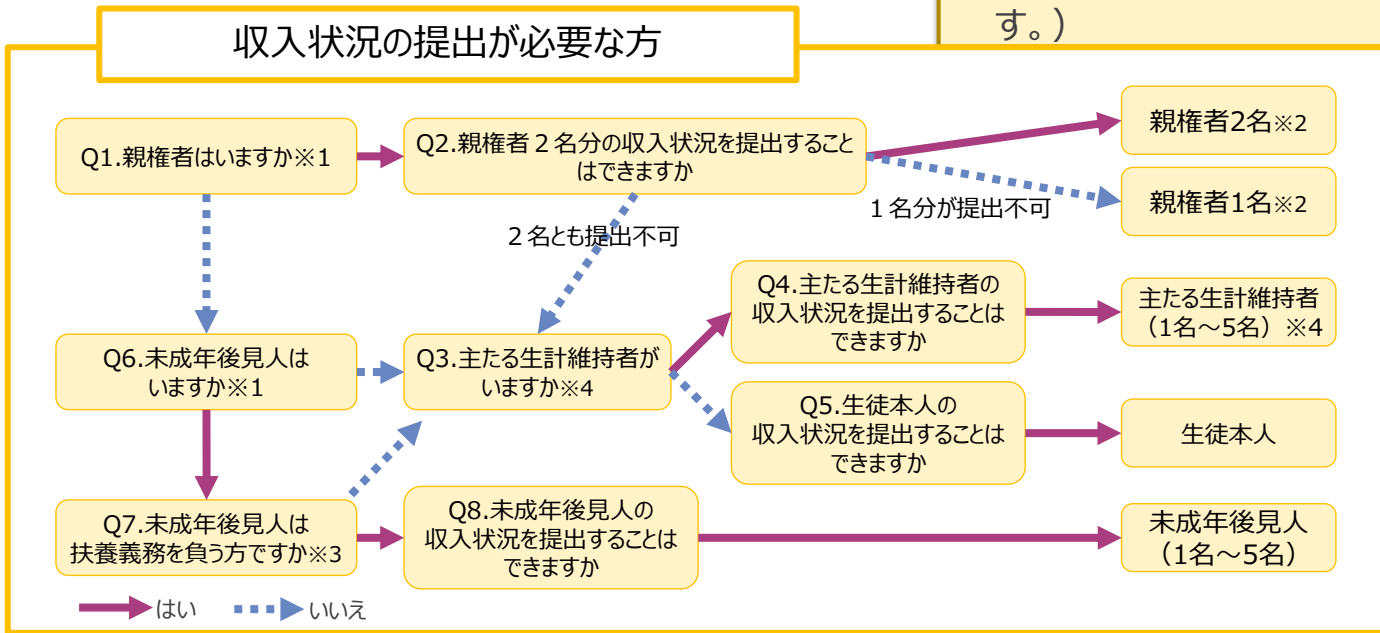 す。）
収入状況の提出が必要な方
Q1.親権者はいますか※1
Q2.親権者２名分の収入状況を提出すること
はできますか
親権者2名※2
親権者1名※2
１名分が提出不可
２名とも提出不可
Q6.未成年後見人は
いますか※1
Q3.主たる生計維持者が
いますか※4
Q4.主たる生計維持者の
収入状況を提出することは
できますか
主たる生計維持者
（1名～5名）※4
Q5.生徒本人の
収入状況を提出することは
できますか
生徒本人
Q7.未成年後見人は
扶養義務を負う方ですか※3
Q8.未成年後見人の
収入状況を提出することは
できますか
未成年後見人
（1名～5名）
はい
いいえ